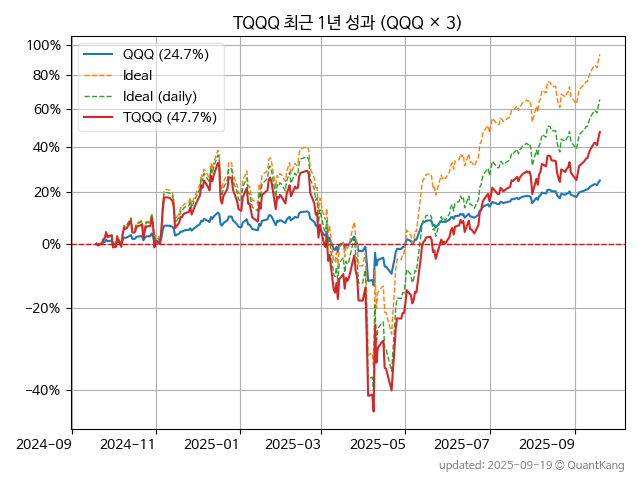 TQQQ 최근 1년 성과 (QQQ × 3)
QQQ (24.7%)
Ideal
Ideal (daily)
TQQQ (47.7%)
100%
80%
60%
40%
20%
0%
−20%
−40%
2024-09 2024-11 2025-01 2025-03 2025-05 2025-07 2025-09
updated: 2025-09-19 © QuantKang